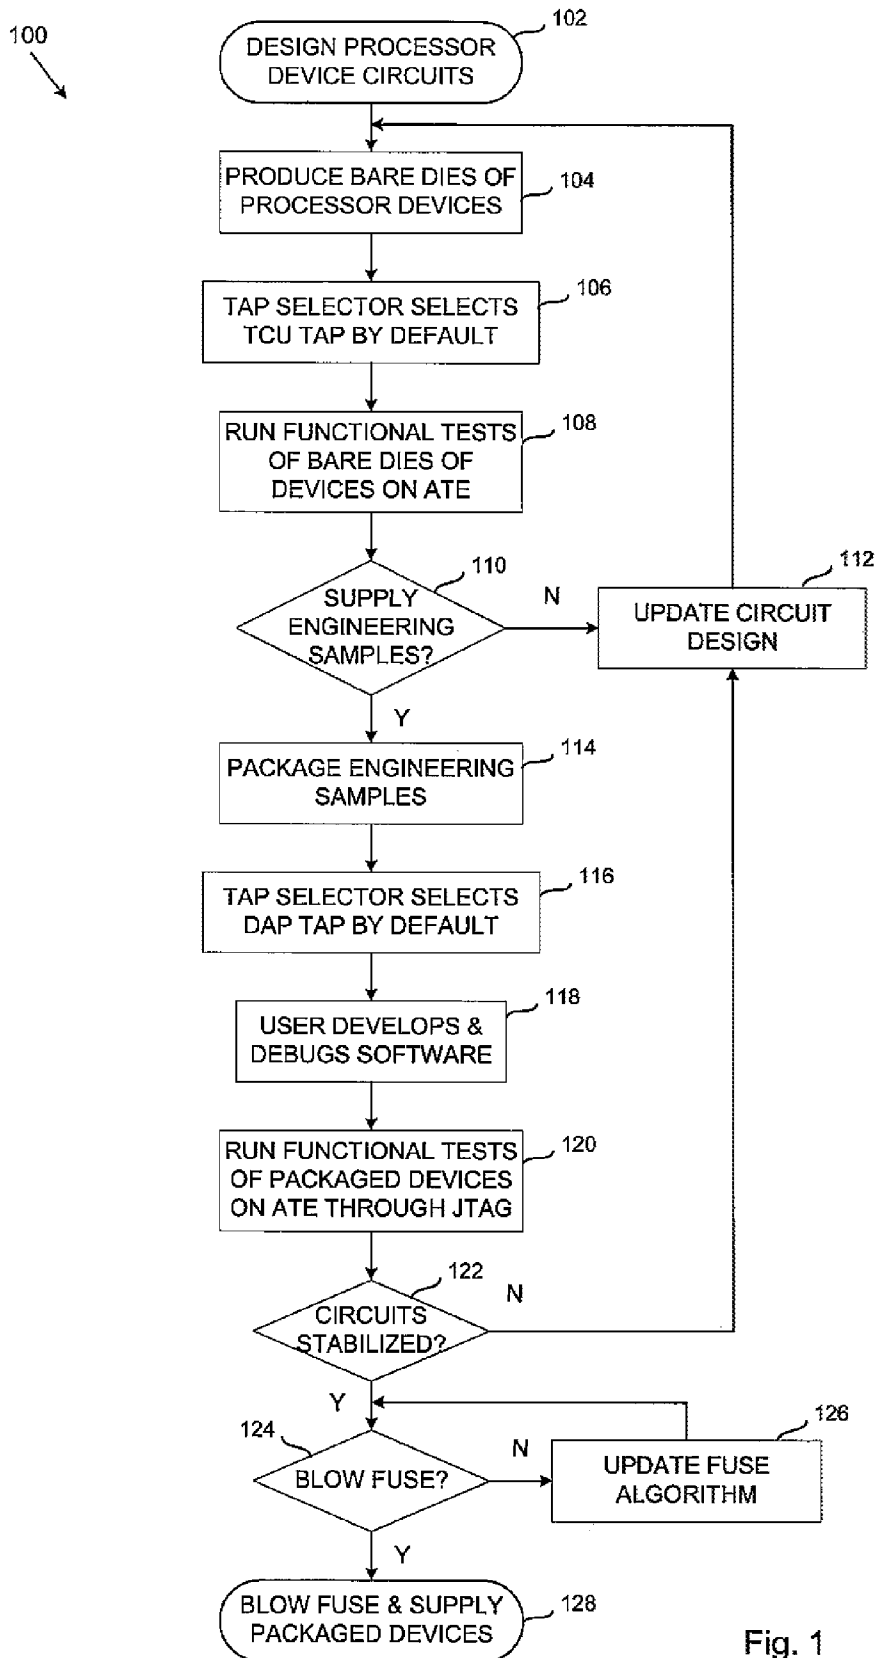 100
DESIGN PROCESSOR
DEVICE CIRCUITS
102
PRODUCE BARE DIES OF
PROCESSOR DEVICES
104
TAP SELECTOR SELECTS
TCU TAP BY DEFAULT
106
RUN FUNCTIONAL TESTS
OF BARE DIES OF
DEVICES ON ATE
108
SUPPLY
ENGINEERING
SAMPLES?
110
N
UPDATE CIRCUIT
DESIGN
112
Y
PACKAGE ENGINEERING
SAMPLES
114
TAP SELECTOR SELECTS
DAP TAP BY DEFAULT
116
USER DEVELOPS &
DEBUGS SOFTWARE
118
RUN FUNCTIONAL TESTS
OF PACKAGED DEVICES
ON ATE THROUGH JTAG
120
CIRCUITS
STABILIZED?
122
N
Y
BLOW FUSE?
124
N
UPDATE FUSE
ALGORITHM
126
Y
BLOW FUSE & SUPPLY
PACKAGED DEVICES
128
Fig. 1